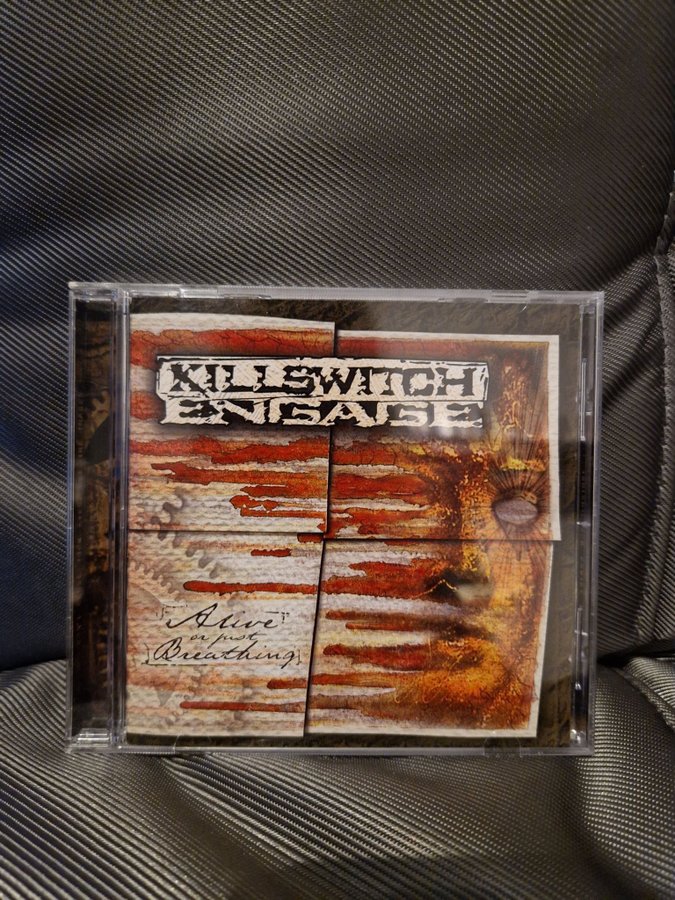 KILLSWITCH
ENGAGE
Alive
or just
Breathing